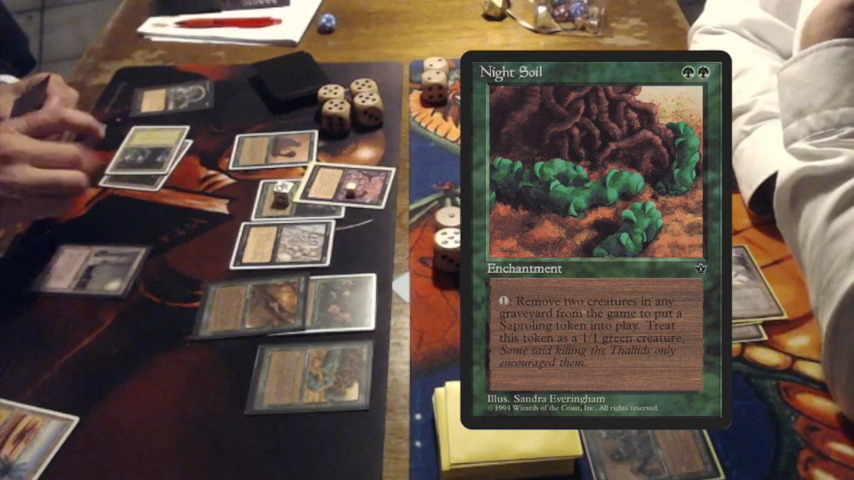 Night Soil
Enchantment
1: Remove two creatures in any
graveyard from the game to put a
Saproling token into play. Treat
this token as a 1/1 green creature.
Some said killing the Thallids only
encouraged them.
Illus. Sandra Everingham
© 1994 Wizards of the Coast, Inc. All rights reserved.